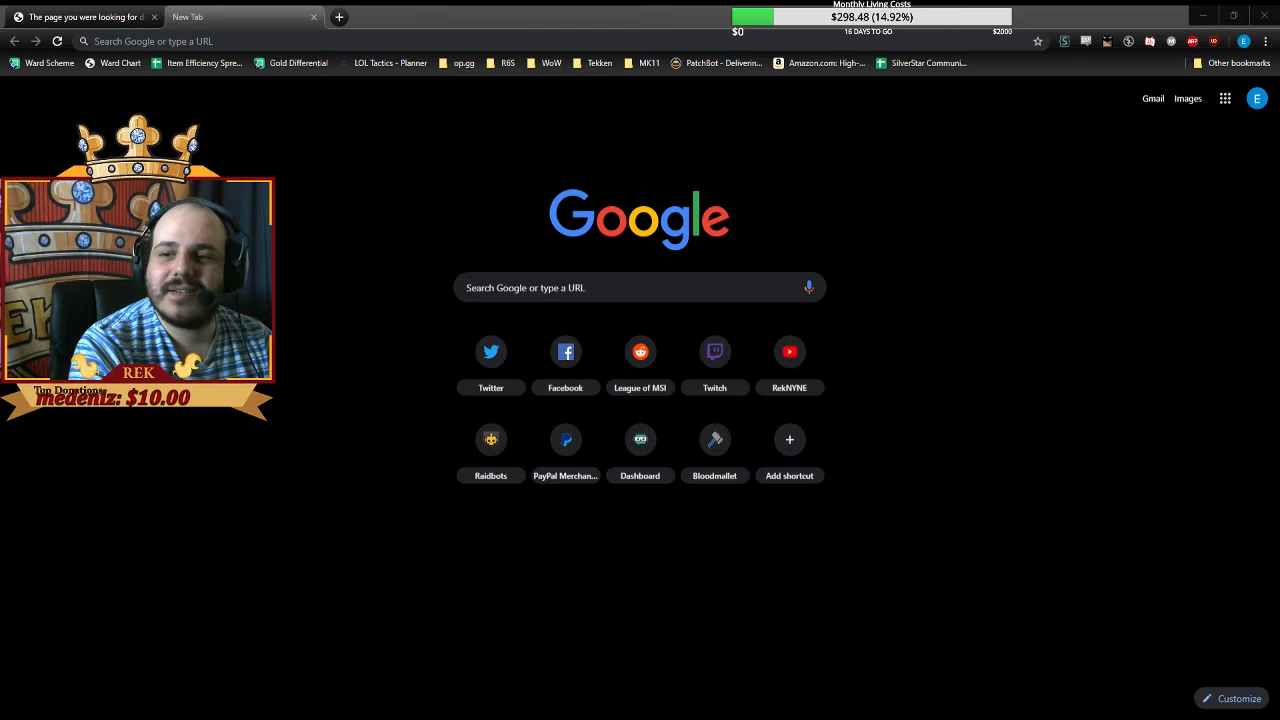 The page you were looking for d
New Tab
Monthly Living Costs
$298.48 (14.92%)
$0
16 DAYS TO GO
$2000
Search Google or type a URL
Ward Scheme
Ward Chart
Item Efficiency Spre...
Gold Differential
LOL Tactics - Planner
op.gg
R6S
WoW
Tekken
MK11
PatchBot - Deliverin...
Amazon.com: High-...
SilverStar Communi...
Other bookmarks
Gmail
Images
E
Google
Search Google or type a URL
Twitter
Facebook
League of MSI
Twitch
RekNYNE
Raidbots
PayPal Merchan...
Dashboard
Bloodmallet
Add shortcut
REK
Top Donations:
medeniz: $10.00
Customize